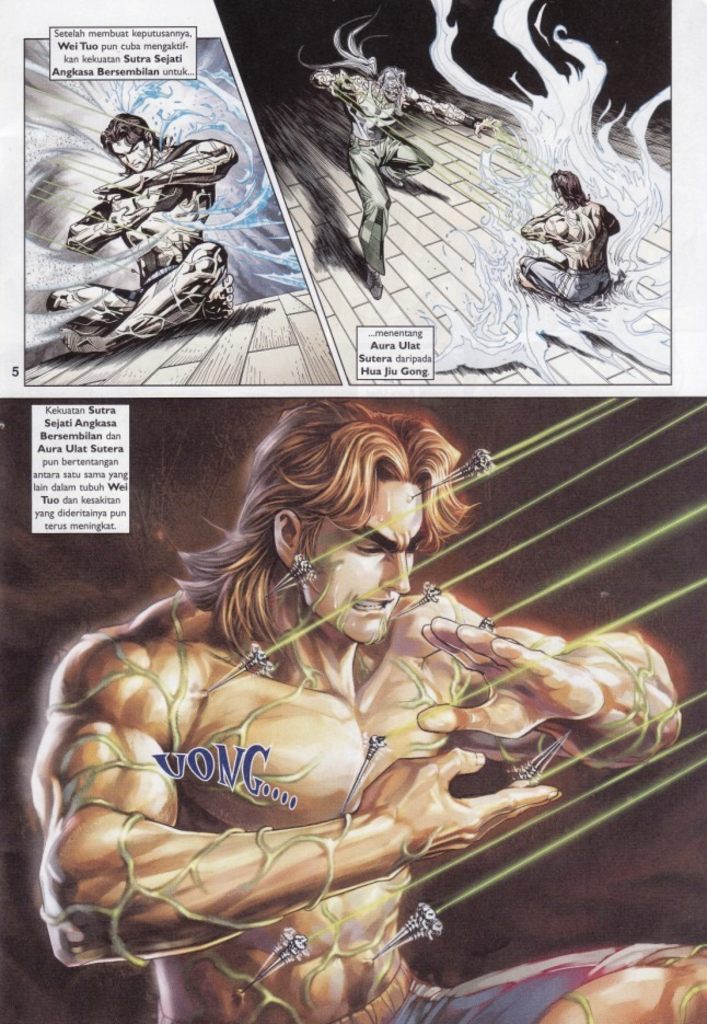 Setelah membuat keputusannya,
Wei Tuo pun cuba mengaktif-
kan kekuatan Sutra Sejati
Angkasa Bersembilan untuk...
...menentang
Aura Ulat
Sutera daripada
Hua Jiu Gong.
5
Kekuatan Sutra
Sejati Angkasa
Bersembilan dan
Aura Ulat Sutera
pun bertentangan
antara satu sama yang
lain dalam tubuh Wei
Tuo dan kesakitan
yang dideritainya pun
terus meningkat.
UONG....